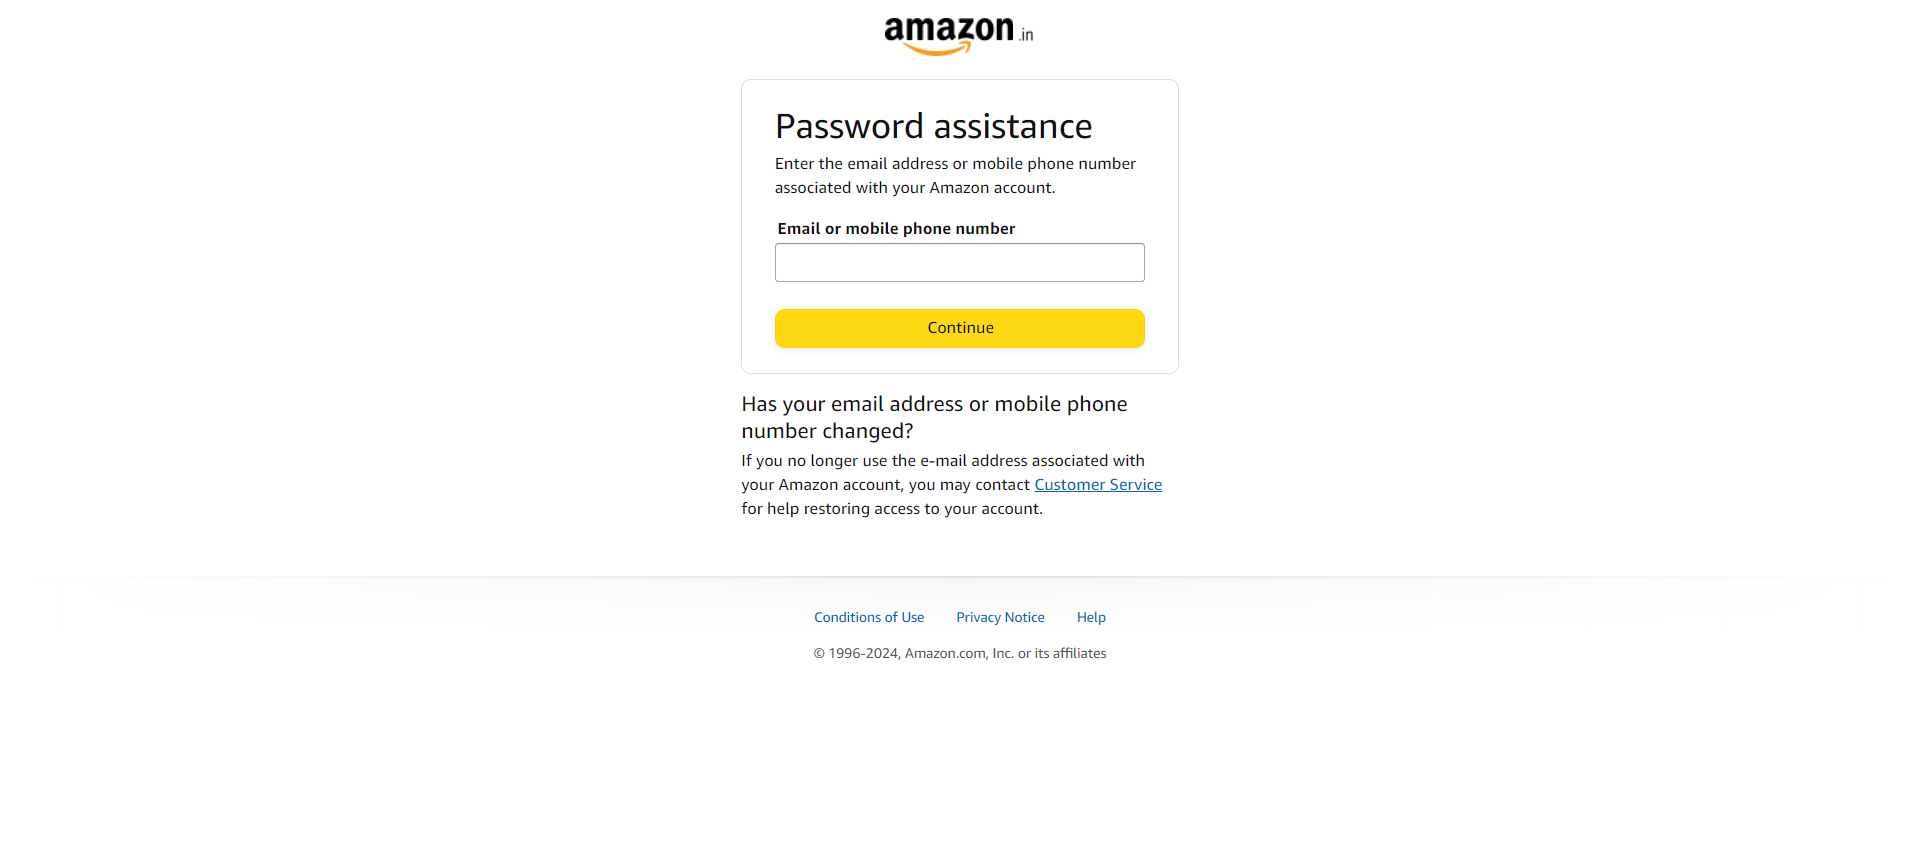 amazon.in
Password assistance
Enter the email address or mobile phone number
associated with your Amazon account.
Email or mobile phone number
Continue
Has your email address or mobile phone
number changed?
If you no longer use the e-mail address associated with
your Amazon account, you may contact Customer Service
for help restoring access to your account.
Conditions of Use Privacy Notice Help
© 1996-2024, Amazon.com, Inc. or its affiliates